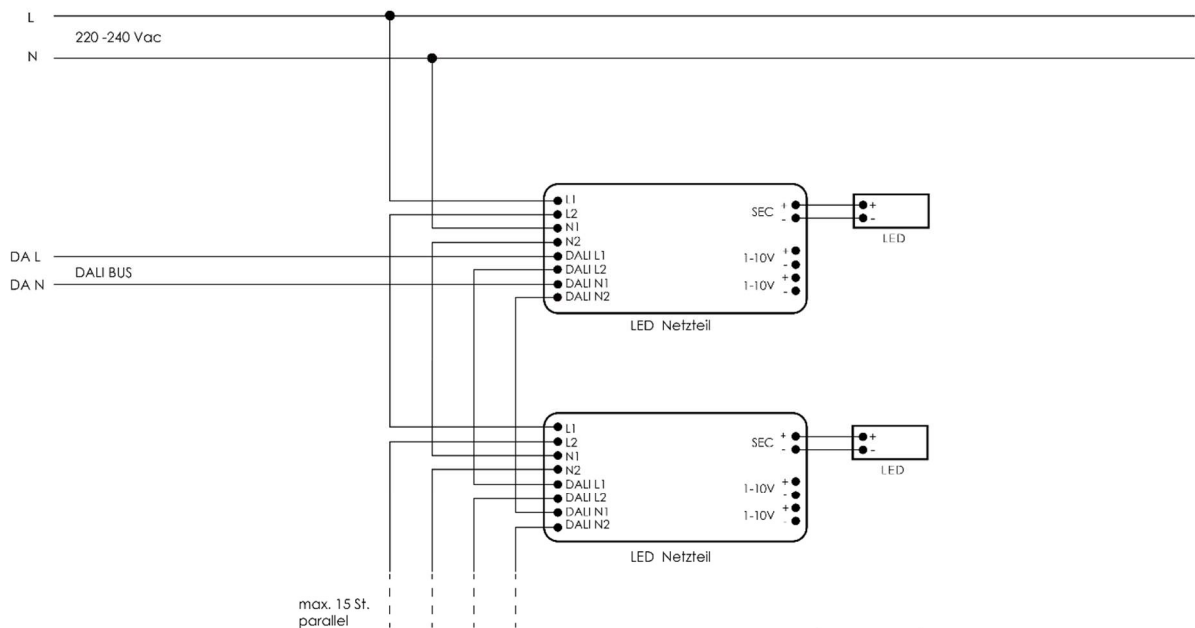 L
220 -240 Vac
N
L1
L2
N1
N2
DALI L1
DALI L2
DALI N1
DALI N2
SEC + -
1-10V + -
1-10V + -
+
-
LED
DA L
DALI BUS
DA N
LED Netzteil
L1
L2
N1
N2
DALI L1
DALI L2
DALI N1
DALI N2
SEC + -
1-10V + -
1-10V + -
+
-
LED
LED Netzteil
max. 15 St.
parallel